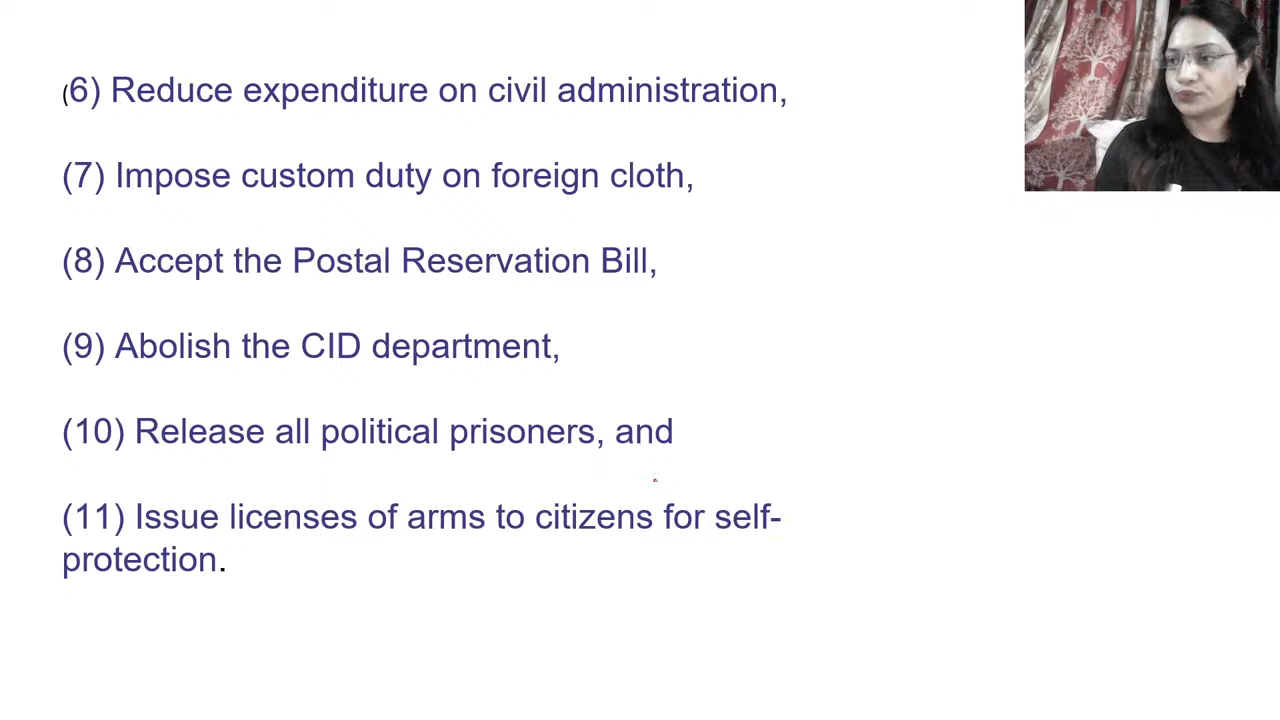 (6) Reduce expenditure on civil administration,
(7) Impose custom duty on foreign cloth,
(8) Accept the Postal Reservation Bill,
(9) Abolish the CID department,
(10) Release all political prisoners, and
(11) Issue licenses of arms to citizens for self-
protection.